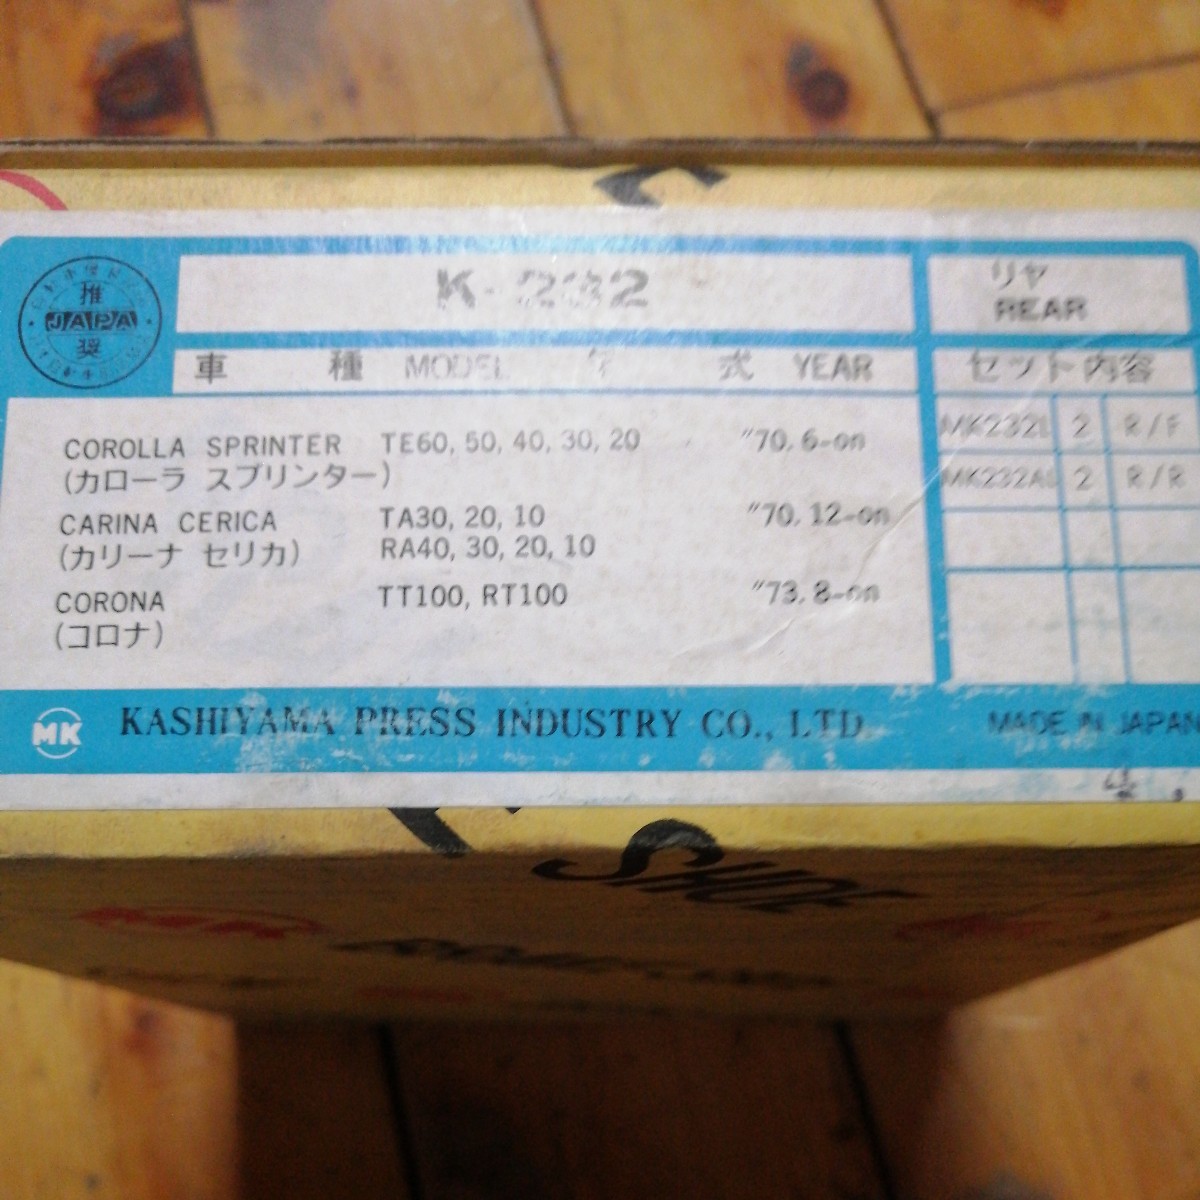 推
JAPA
奨
K-232
リヤ
REAR
車 種 MODEL 年 式 YEAR
セット内容
COROLLA SPRINTER TE60, 50, 40, 30, 20 "70, 6-on
(カローラ スプリンター)
CARINA CERICA TA30, 20, 10 "70, 12-on
(カリーナ セリカ) RA40, 30, 20, 10
CORONA TT100, RT100 "73, 8-on
(コロナ)
MK232L 2 R/F
2 R/R
MK KASHIYAMA PRESS INDUSTRY CO., LTD. MADE IN JAPAN
SHOE
MK